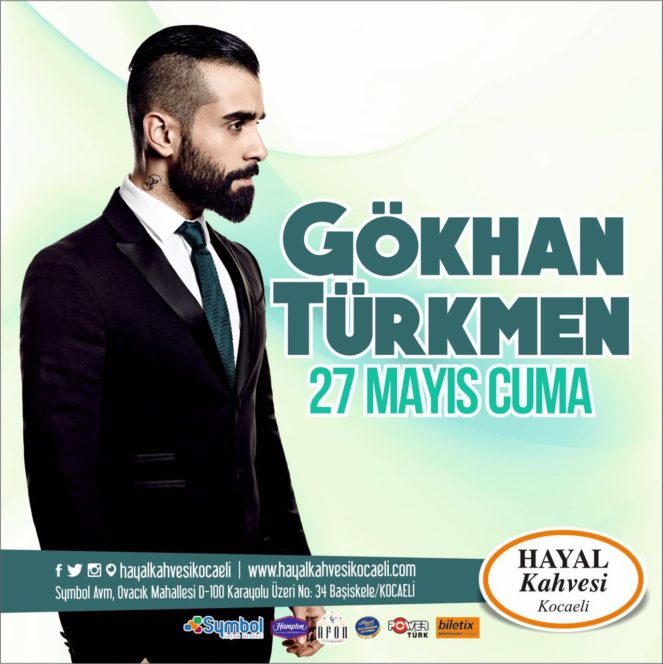 GÖKHAN
TÜRKMEN
27 MAYIS CUMA
hayalkahvesikocaeli | www.hayalkahvesikocaeli.com
Symbol Avm, Ovacık Mahallesi D-100 Karayolu Üzeri No: 34 Başiskele/KOCAELİ
HAYAL
Kahvesi
Kocaeli
Symbol
Hampton
AFON
POWER
TÜRK
biletix